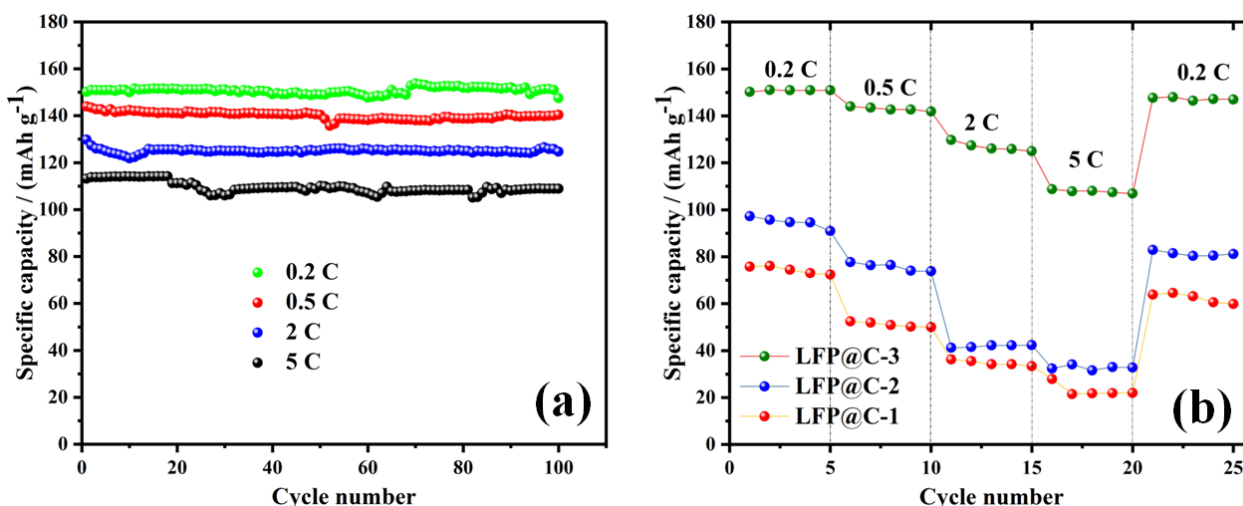 180
160
140
120
100
80
60
40
20
0
Specific capacity / (mAh g⁻¹)
0.2 C
0.5 C
2 C
5 C
(a)
0 20 40 60 80 100
Cycle number
180
160
140
120
100
80
60
40
20
0
Specific capacity / (mAh g⁻¹)
0.2 C
0.5 C
2 C
5 C
0.2 C
LFP@C-3
LFP@C-2
LFP@C-1
(b)
0 5 10 15 20 25
Cycle number